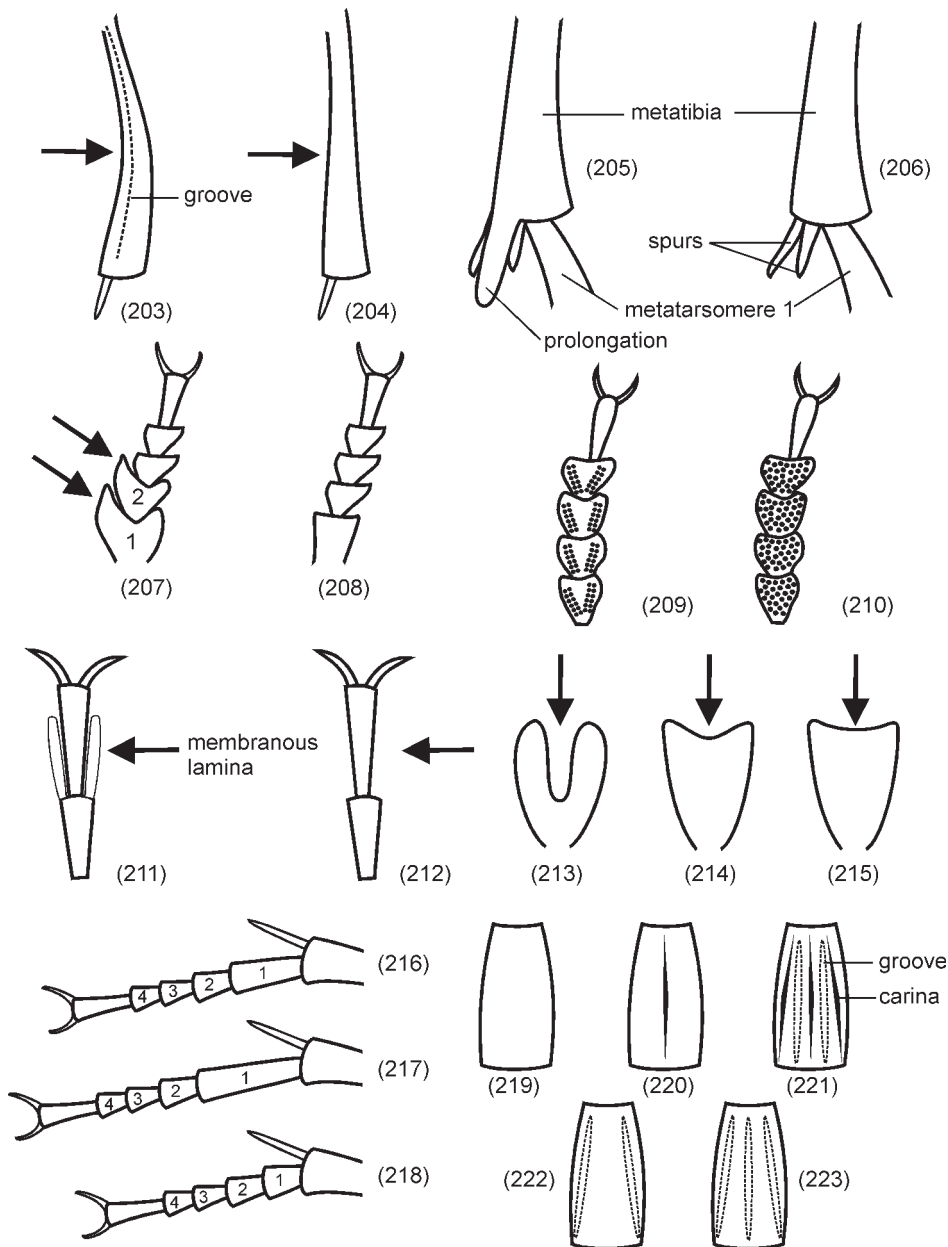 metatibia
(205)
(206)
groove
spurs
(203)
(204)
metatarsomere 1
prolongation
2
1
(207)
(208)
(209)
(210)
membranous
lamina
(211)
(212)
(213)
(214)
(215)
4 3 2 1
(216)
groove
carina
4 3 2 1
(217)
(219)
(220)
(221)
4 3 2 1
(218)
(222)
(223)